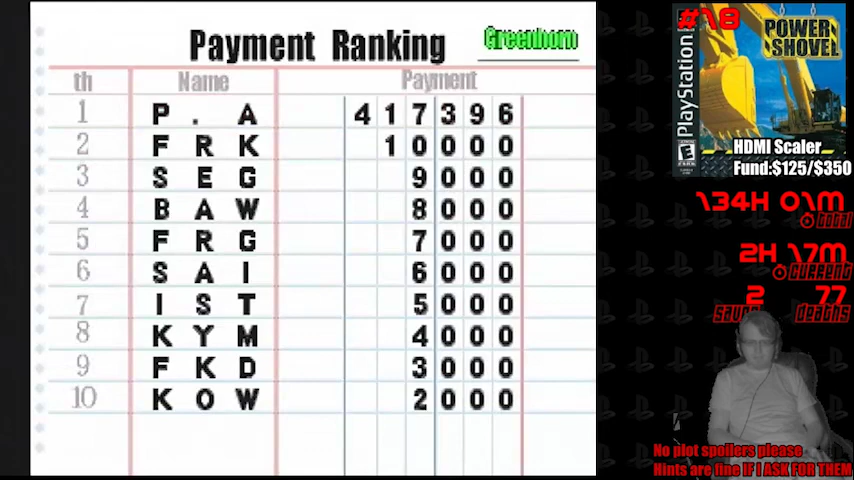 Payment Ranking Greenhorn
th Name Payment
1 P . A 417396
2 F R K 10000
3 S E G 9000
4 B A W 8000
5 F R G 7000
6 S A I 6000
7 I S T 5000
8 K Y M 4000
9 F K D 3000
10 K O W 2000
#18
PlayStation
POWER
SHOVEL
HDMI Scaler
Fund:$125/$350
134H 01M
total
2H 17M
current
2 77
saves deaths
No plot spoilers please
Hints are fine IF I ASK FOR THEM